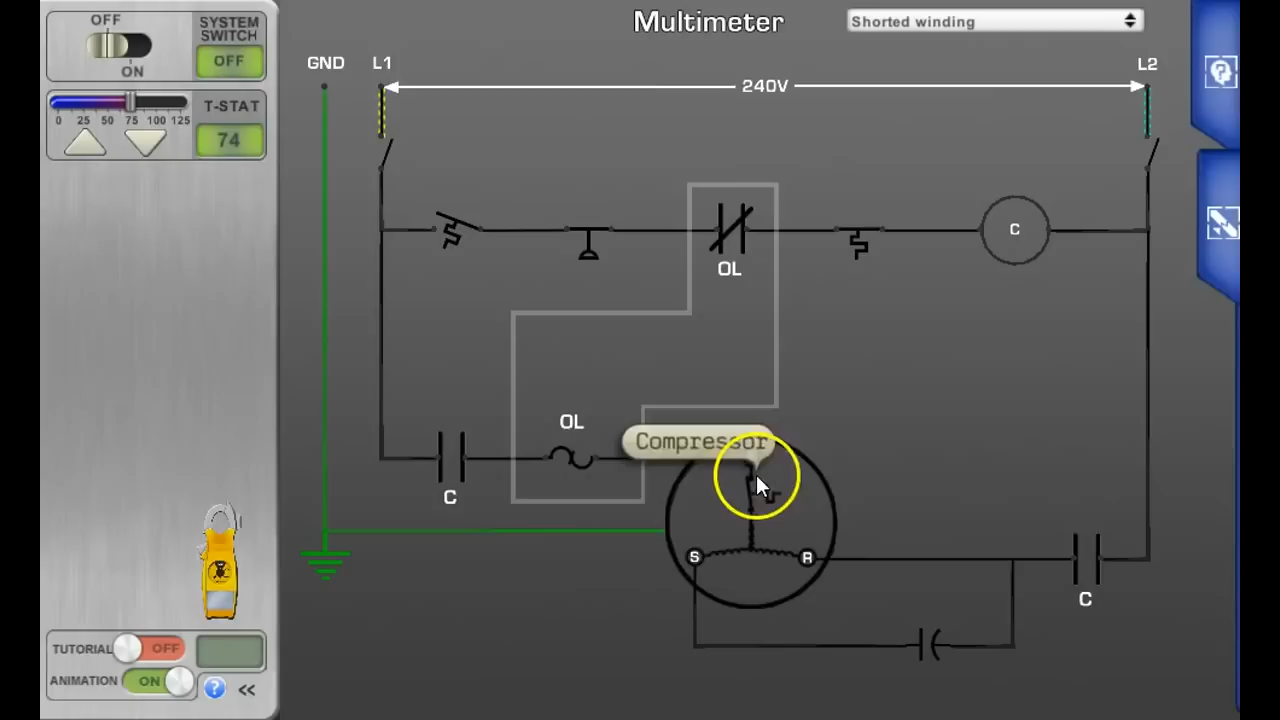 OFF
SYSTEM
SWITCH
OFF
ON
T-STAT
0 25 50 75 100 125
74
Multimeter
Shorted winding
GND
L1
L2
240V
OL
C
OL
Compressor
C
S
R
C
TUTORIAL OFF
ANIMATION ON
? <<